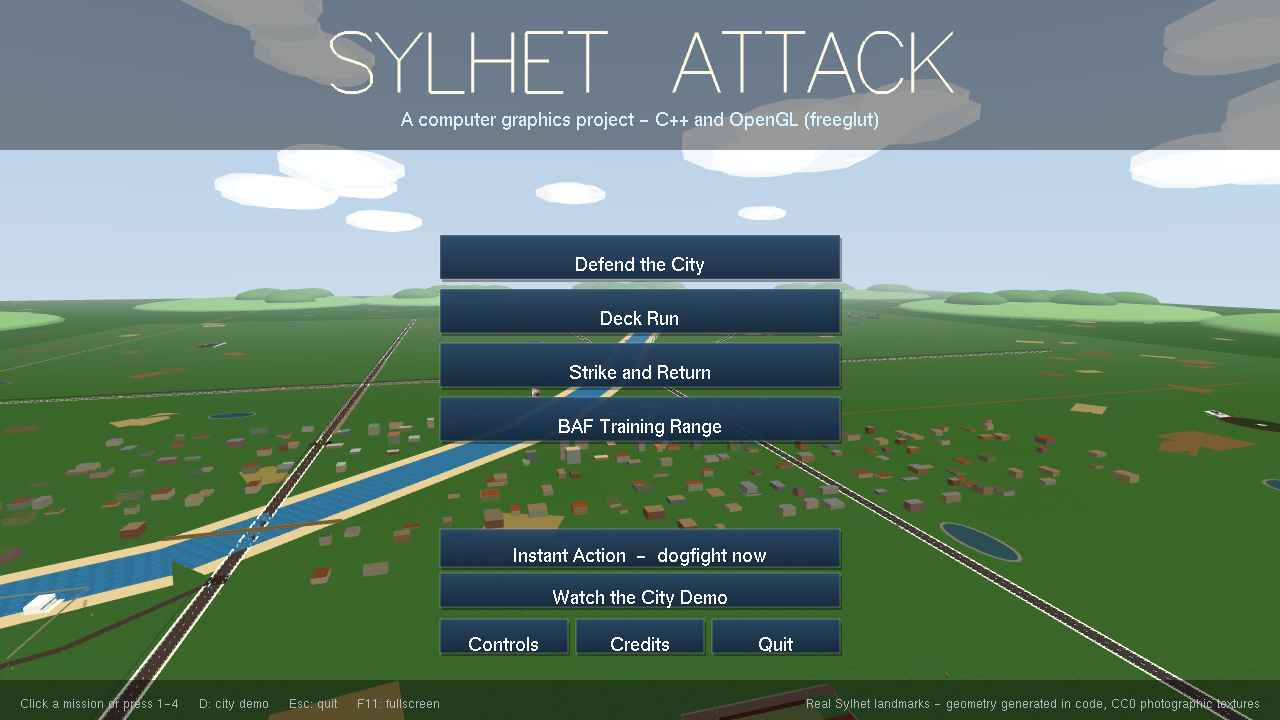 SYLHET ATTACK
A computer graphics project - C++ and OpenGL (freeglut)
Defend the City
Deck Run
Strike and Return
BAF Training Range
Instant Action - dogfight now
Watch the City Demo
Controls Credits Quit
Click a mission or press 1-4 D: city demo Esc: quit F11: fullscreen
Real Sylhet landmarks - geometry generated in code, CC0 photographic textures